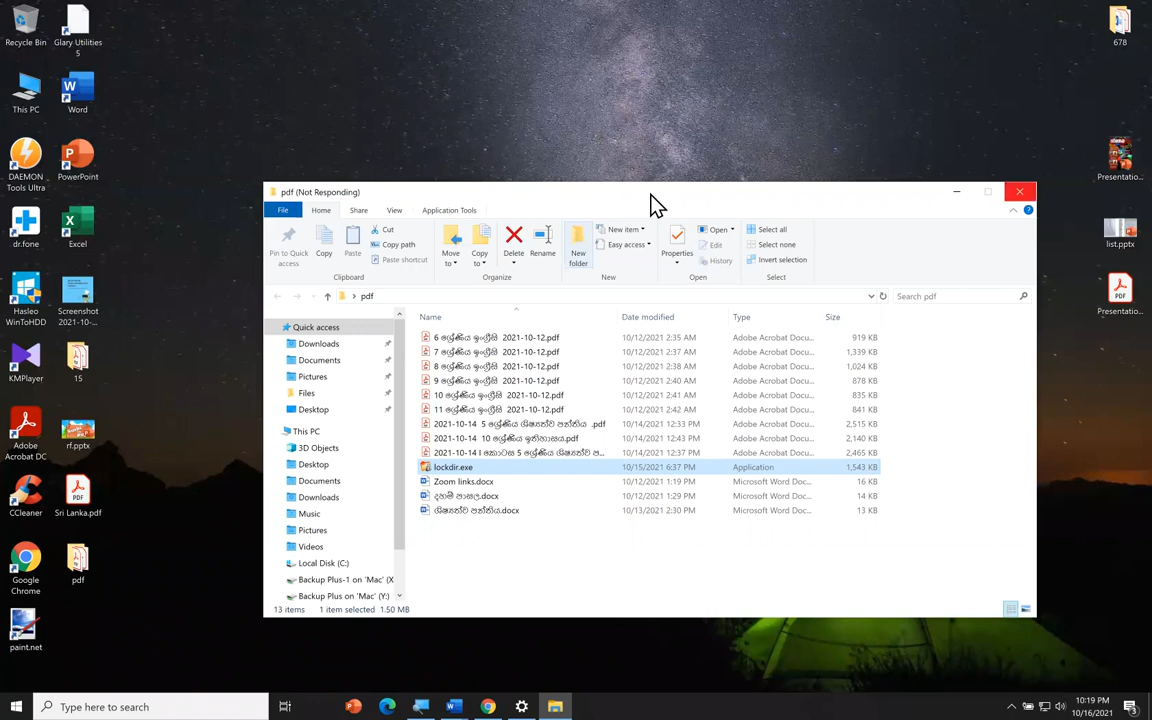 Recycle Bin
Glary Utilities
5
678
This PC
Word
DAEMON
Tools Ultra
PowerPoint
Presentatio...
dr.fone
Excel
list.pptx
Hasleo
WinToHDD
Screenshot
2021-10-...
Presentatio...
KMPlayer
15
Adobe
Acrobat DC
rf.pptx
CCleaner
Sri Lanka.pdf
Google
Chrome
pdf
paint.net
pdf (Not Responding)
File
Home
Share
View
Application Tools
Pin to Quick
access
Copy
Paste
Cut
Copy path
Paste shortcut
Clipboard
Move
to
Copy
to
Delete
Rename
Organize
New
folder
New item
Easy access
New
Properties
Open
Edit
History
Open
Select all
Select none
Invert selection
Select
pdf
Search pdf
Name
Date modified
Type
Size
6 ශ්‍රේණිය ඉංග්‍රීසි 2021-10-12.pdf 10/12/2021 2:35 AM Adobe Acrobat Docu... 919 KB
7 ශ්‍රේණිය ඉංග්‍රීසි 2021-10-12.pdf 10/12/2021 2:37 AM Adobe Acrobat Docu... 1,339 KB
8 ශ්‍රේණිය ඉංග්‍රීසි 2021-10-12.pdf 10/12/2021 2:38 AM Adobe Acrobat Docu... 1,024 KB
9 ශ්‍රේණිය ඉංග්‍රීසි 2021-10-12.pdf 10/12/2021 2:40 AM Adobe Acrobat Docu... 878 KB
10 ශ්‍රේණිය ඉංග්‍රීසි 2021-10-12.pdf 10/12/2021 2:41 AM Adobe Acrobat Docu... 835 KB
11 ශ්‍රේණිය ඉංග්‍රීසි 2021-10-12.pdf 10/12/2021 2:42 AM Adobe Acrobat Docu... 841 KB
2021-10-14 5 ශ්‍රේණිය ශිෂ්‍යත්ව පන්තිය .pdf 10/14/2021 12:33 PM Adobe Acrobat Docu... 2,515 KB
2021-10-14 10 ශ්‍රේණිය ඉතිහාසය.pdf 10/14/2021 12:43 PM Adobe Acrobat Docu... 2,140 KB
2021-10-14 I කොටස 5 ශ්‍රේණිය ශිෂ්‍යත්ව ප... 10/14/2021 12:37 PM Adobe Acrobat Docu... 2,465 KB
lockdir.exe 10/15/2021 6:37 PM Application 1,543 KB
Zoom links.docx 10/12/2021 1:19 PM Microsoft Word Doc... 16 KB
දහම් පාසල.docx 10/12/2021 1:29 PM Microsoft Word Doc... 14 KB
ශිෂ්‍යත්ව පන්තිය.docx 10/13/2021 2:30 PM Microsoft Word Doc... 13 KB
Quick access
Downloads
Documents
Pictures
Files
Desktop
This PC
3D Objects
Desktop
Documents
Downloads
Music
Pictures
Videos
Local Disk (C:)
Backup Plus-1 on 'Mac' (X
Backup Plus on 'Mac' (Y:)
13 items 1 item selected 1.50 MB
Type here to search
10:19 PM
10/16/2021
3